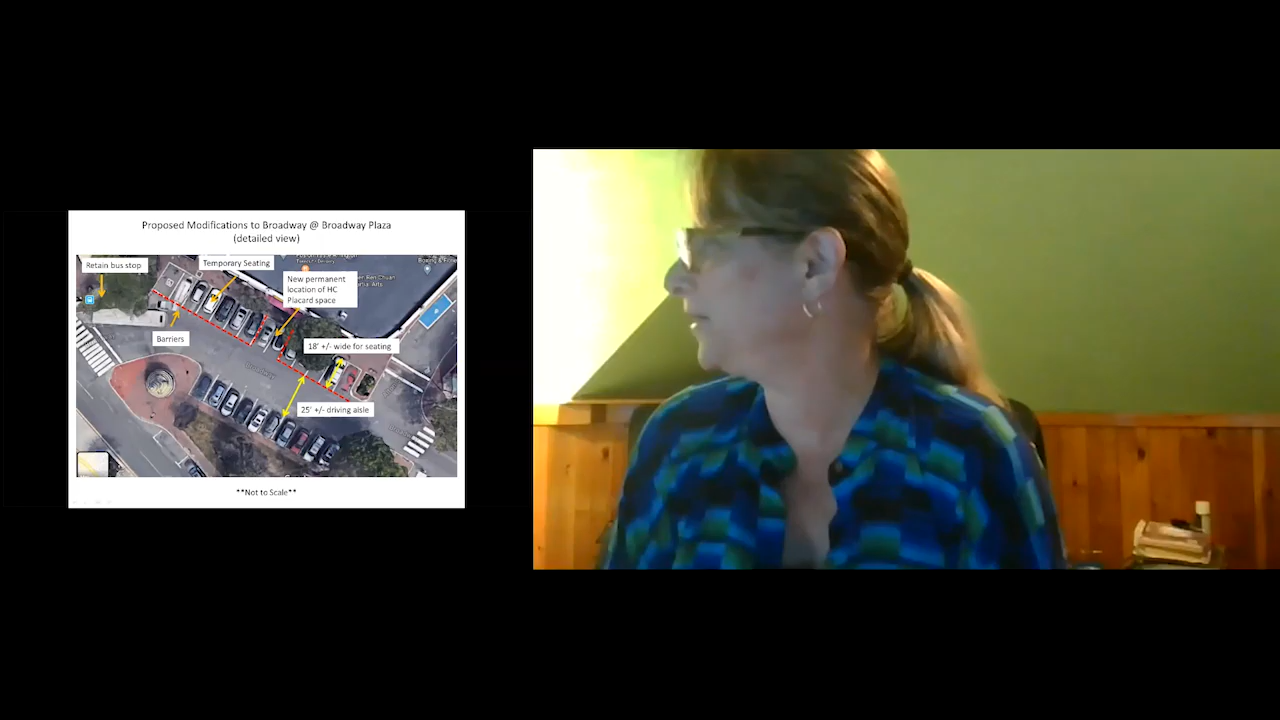 Proposed Modifications to Broadway @ Broadway Plaza
(detailed view)
Retain bus stop
Temporary Seating
New permanent
location of HC
Placard space
Barriers
18' +/- wide for seating
Broadway
25' +/- driving aisle
**Not to Scale**